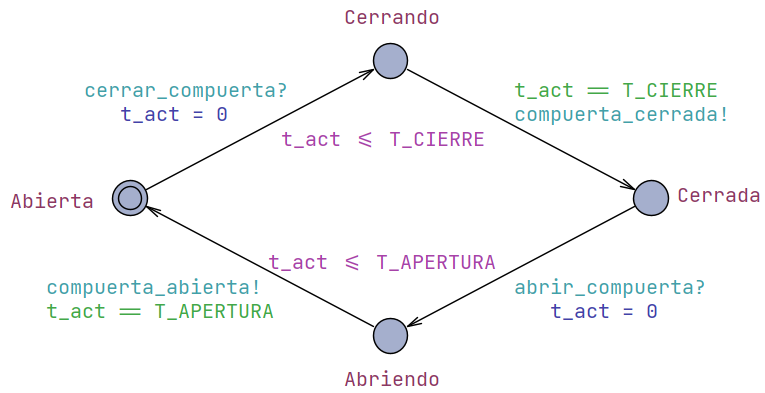 Cerrando
cerrar_compuerta?
t_act = 0
t_act == T_CIERRE
compuerta_cerrada!
t_act <= T_CIERRE
Abierta
Cerrada
t_act <= T_APERTURA
compuerta_abierta!
t_act == T_APERTURA
abrir_compuerta?
t_act = 0
Abriendo